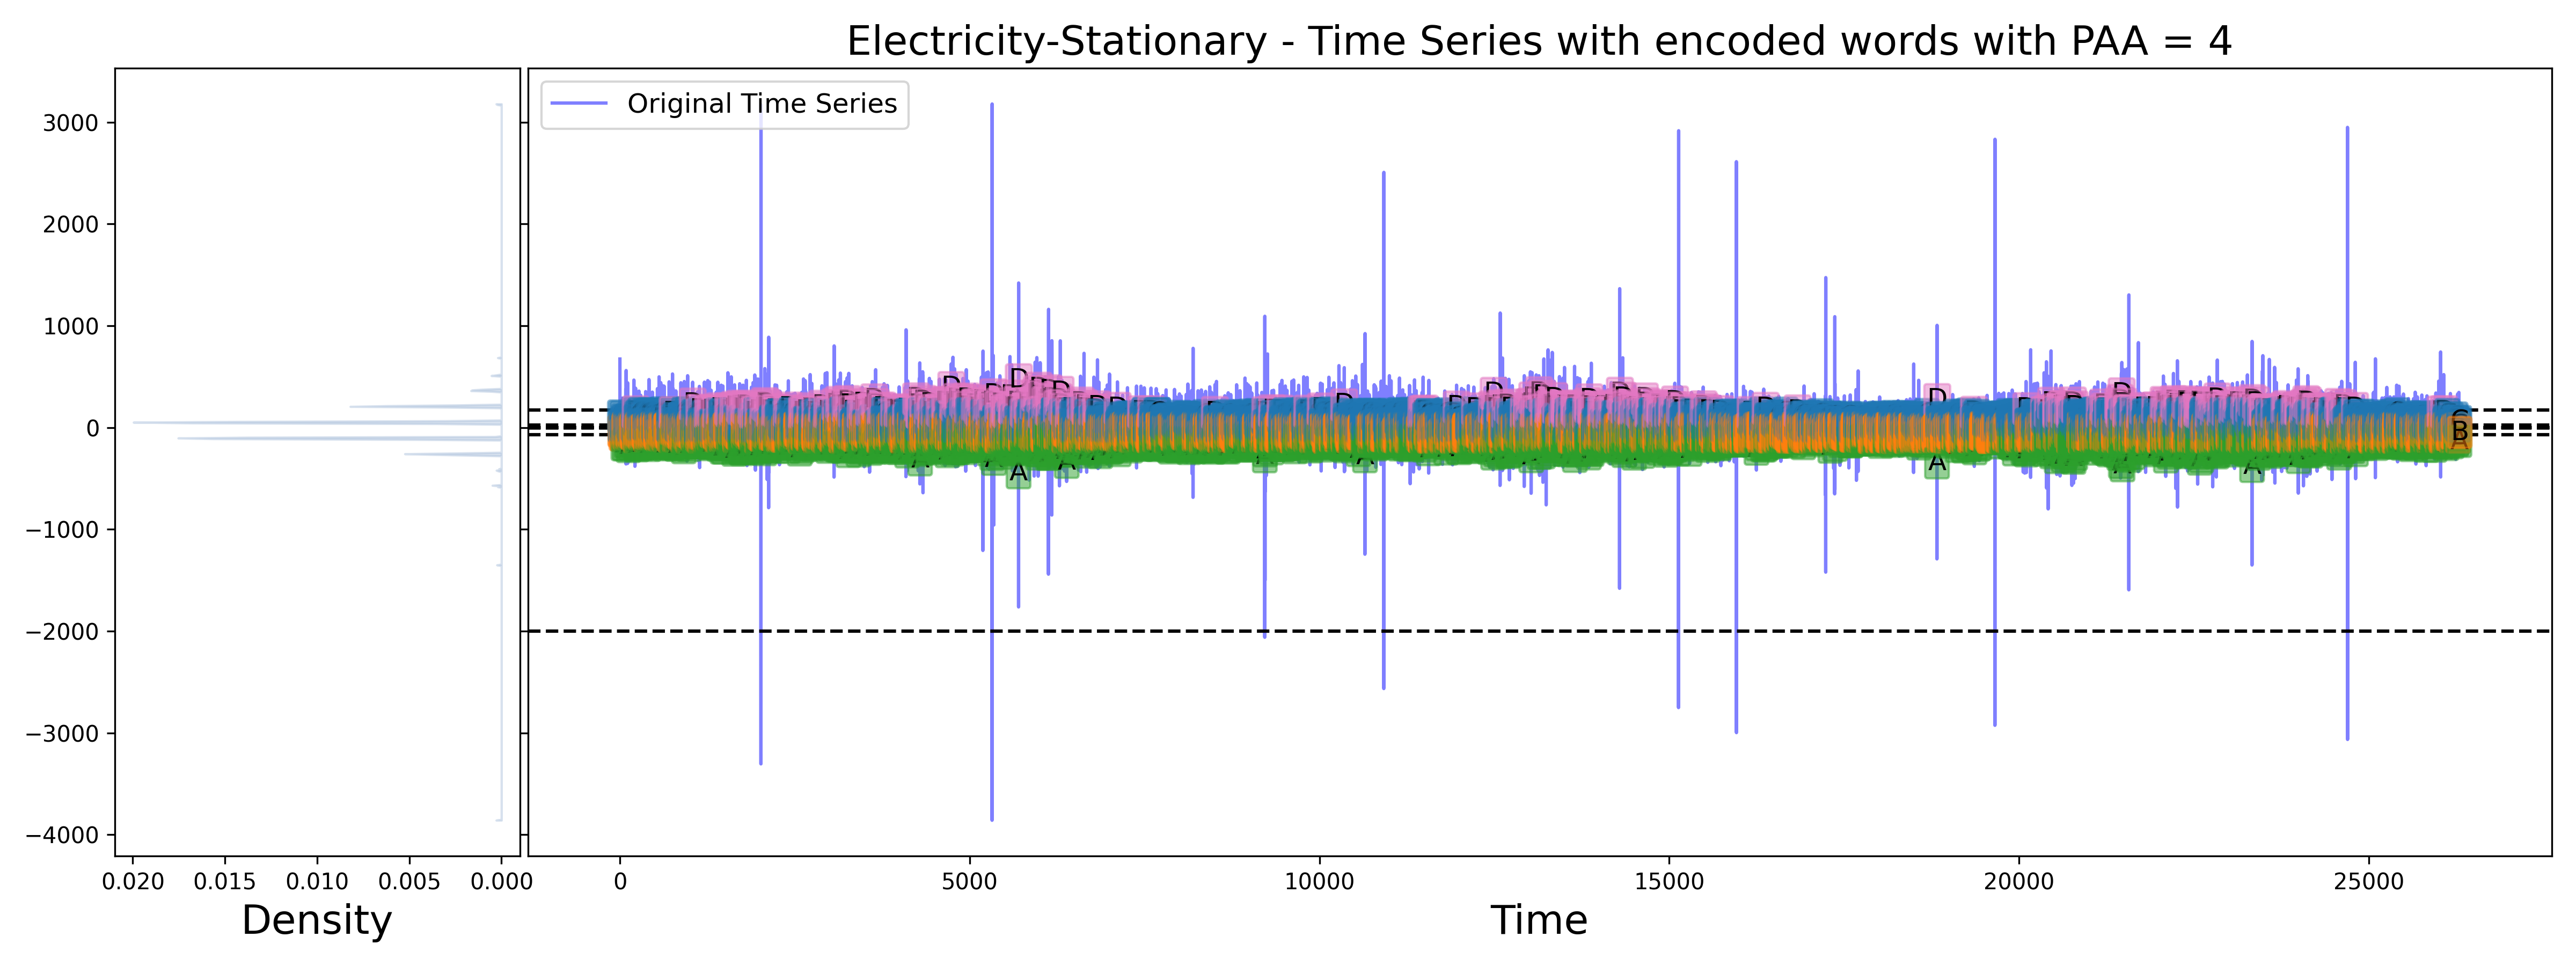 Electricity-Stationary - Time Series with encoded words with PAA = 4
Original Time Series
3000
2000
1000
0
−1000
−2000
−3000
−4000
0.020 0.015 0.010 0.005 0.000
0 5000 10000 15000 20000 25000
Density
Time
D
D
D
D
D
A
A
B